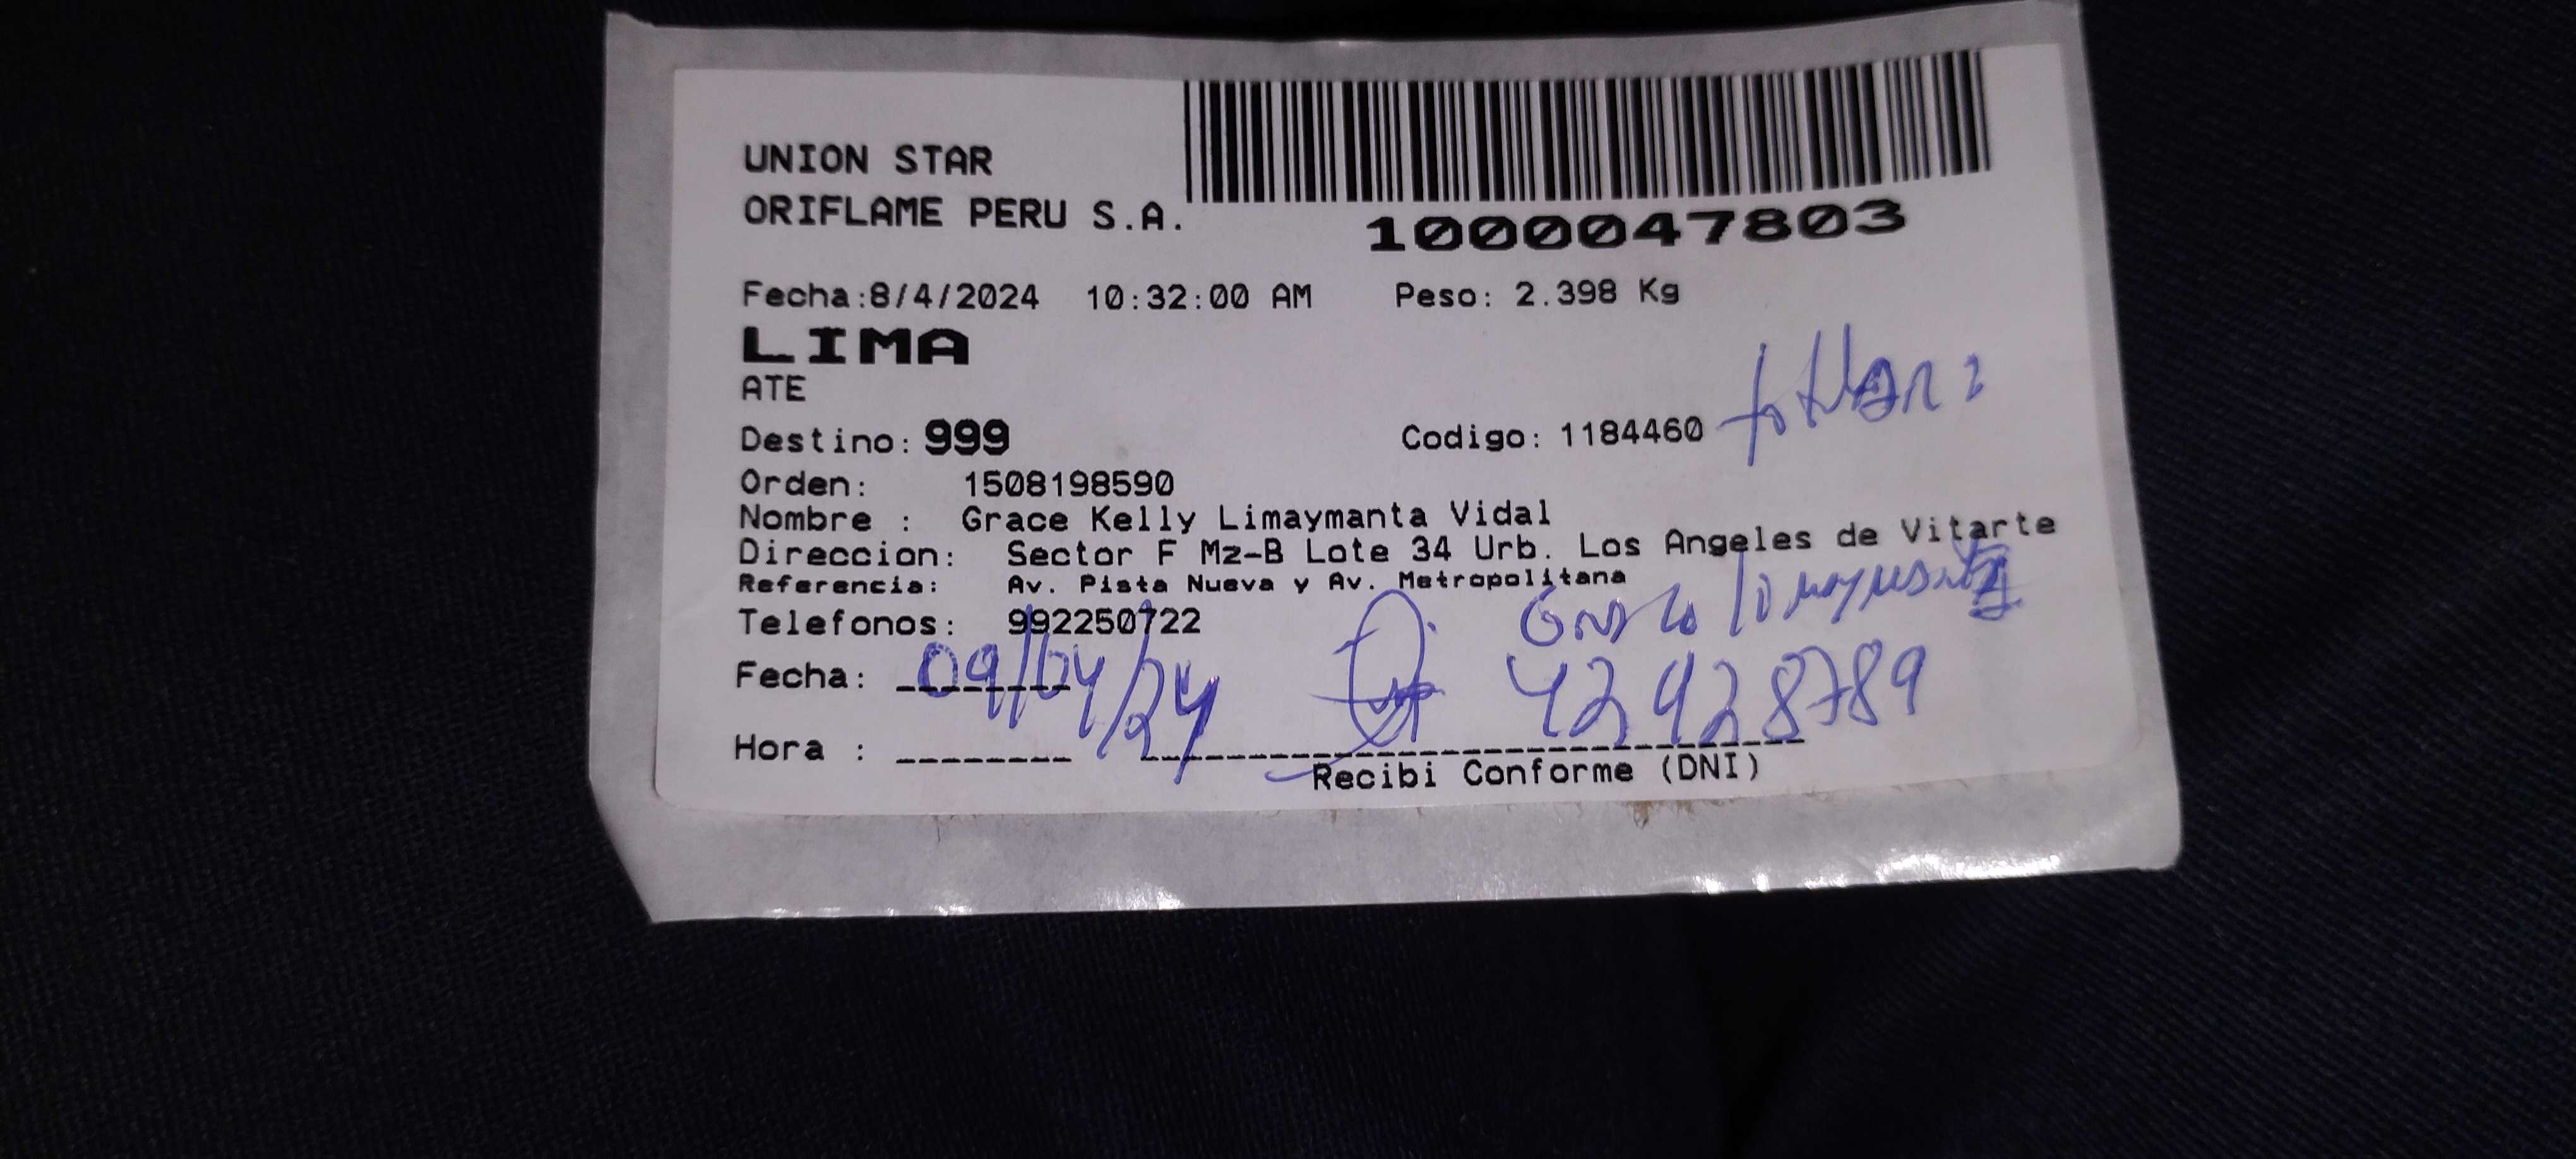 UNION STAR
ORIFLAME PERU S.A.
1000047803
Fecha:8/4/2024 10:32:00 AM Peso: 2.398 Kg
LIMA
ATE
Destino: 999 Codigo: 1184460
Orden: 1508198590
Nombre : Grace Kelly Limaymanta Vidal
Direccion: Sector F Mz-B Lote 34 Urb. Los Angeles de Vitarte
Referencia: Av. Pista Nueva y Av. Metropolitana
Telefonos: 992250722
Fecha: 09/04/24 42928789
Hora :
Recibi Conforme (DNI)